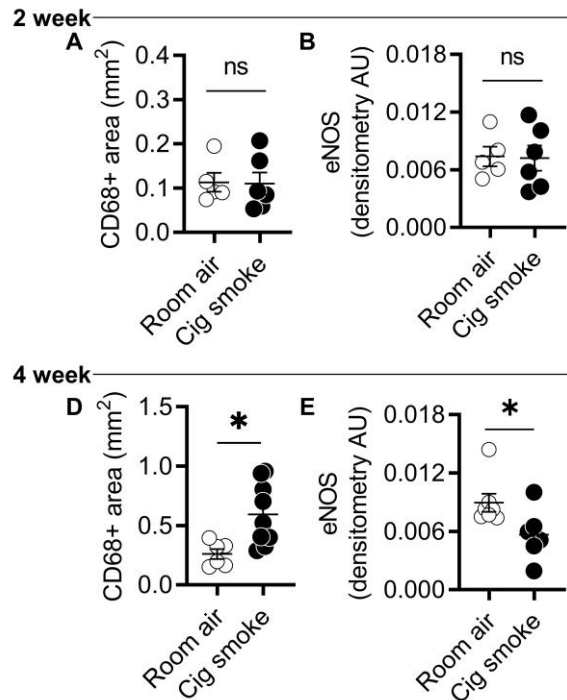 2 week
A
CD68+ area (mm²)
0.4
0.3
0.2
0.1
0.0
ns
Room air
Cig smoke
B
eNOS
(densitometry AU)
0.018
0.012
0.006
0.000
ns
Room air
Cig smoke
4 week
D
CD68+ area (mm²)
1.5
1.0
0.5
0.0
*
Room air
Cig smoke
E
eNOS
(densitometry AU)
0.018
0.012
0.006
0.000
*
Room air
Cig smoke